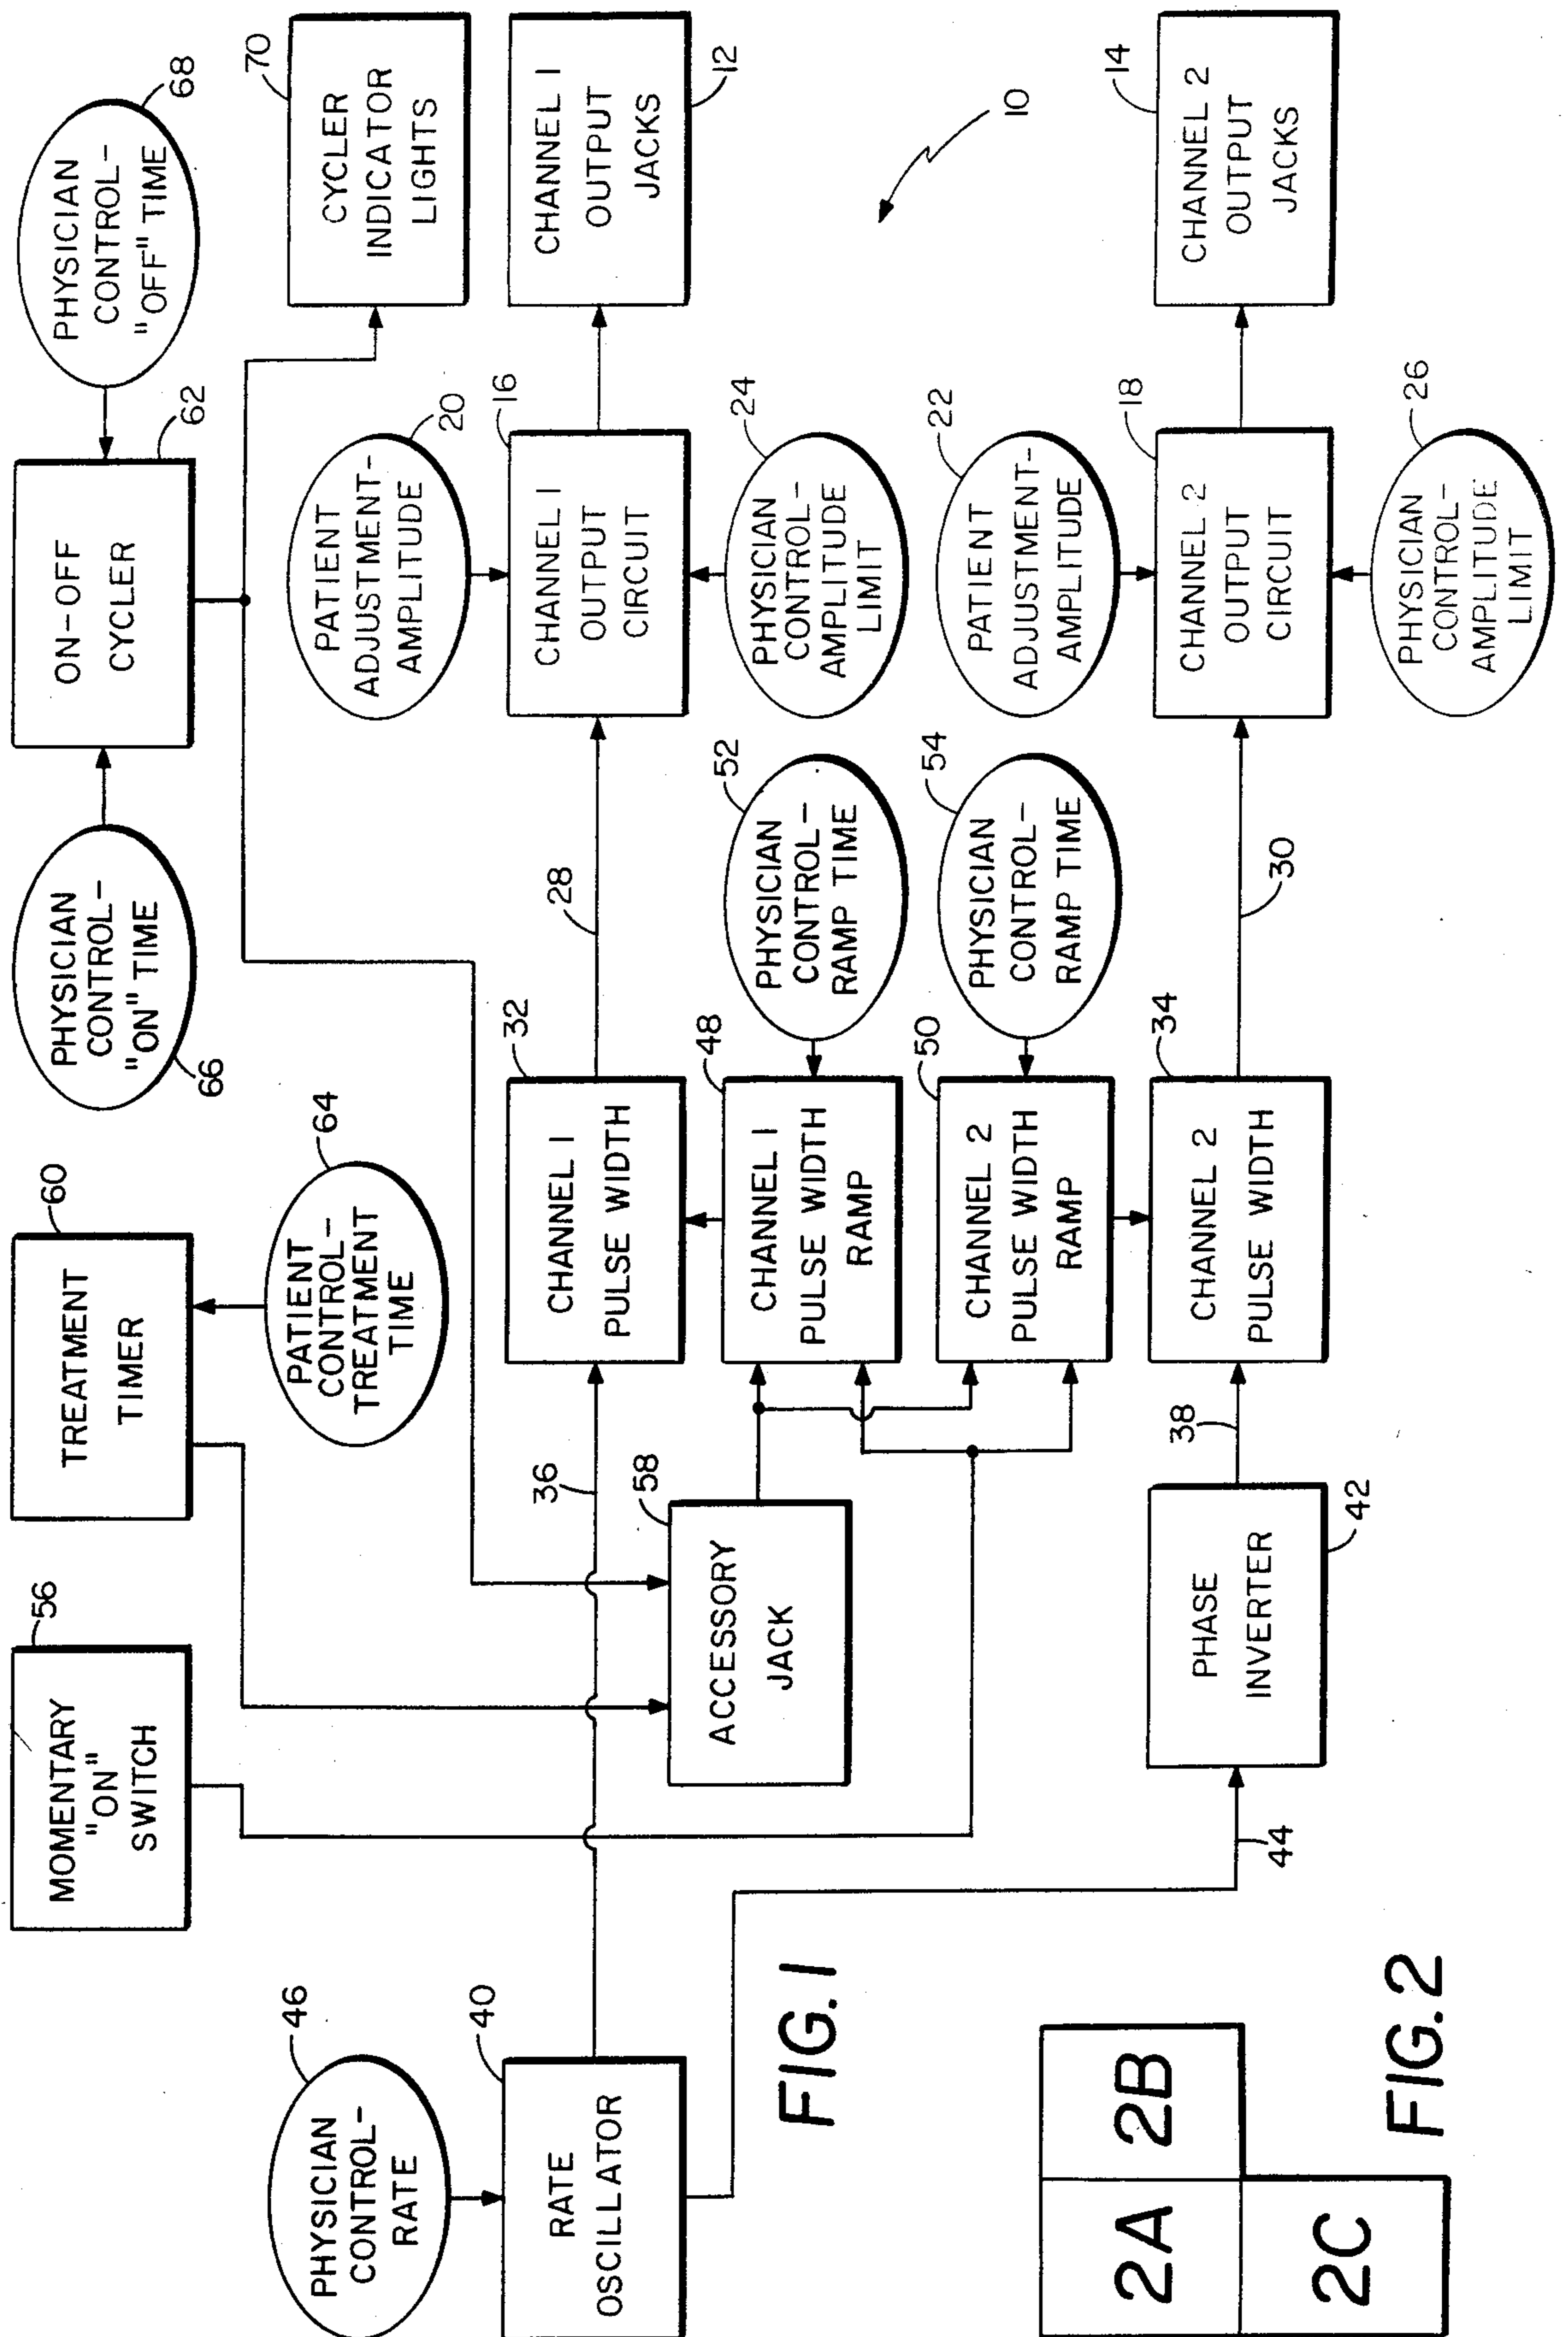 MOMENTARY
"ON"
SWITCH
56
TREATMENT
TIMER
60
PHYSICIAN
CONTROL-
"ON" TIME
66
ON-OFF
CYCLER
62
PHYSICIAN
CONTROL-
"OFF" TIME
68
PHYSICIAN
CONTROL-
RATE
46
PATIENT
CONTROL-
TREATMENT
TIME
64
PATIENT
ADJUSTMENT-
AMPLITUDE
20
CYCLER
INDICATOR
LIGHTS
70
RATE
OSCILLATOR
40
36
CHANNEL 1
PULSE WIDTH
32
28
CHANNEL 1
OUTPUT
CIRCUIT
16
CHANNEL 1
OUTPUT
JACKS
12
ACCESSORY
JACK
58
CHANNEL 1
PULSE WIDTH
RAMP
48
PHYSICIAN
CONTROL-
RAMP TIME
52
PHYSICIAN
CONTROL-
AMPLITUDE
LIMIT
24
10
CHANNEL 2
PULSE WIDTH
RAMP
50
PHYSICIAN
CONTROL-
RAMP TIME
54
PATIENT
ADJUSTMENT-
AMPLITUDE
22
44
PHASE
INVERTER
42
38
CHANNEL 2
PULSE WIDTH
34
30
CHANNEL 2
OUTPUT
CIRCUIT
18
CHANNEL 2
OUTPUT
JACKS
14
PHYSICIAN
CONTROL-
AMPLITUDE
LIMIT
26
FIG. 1
2A
2B
2C
FIG. 2